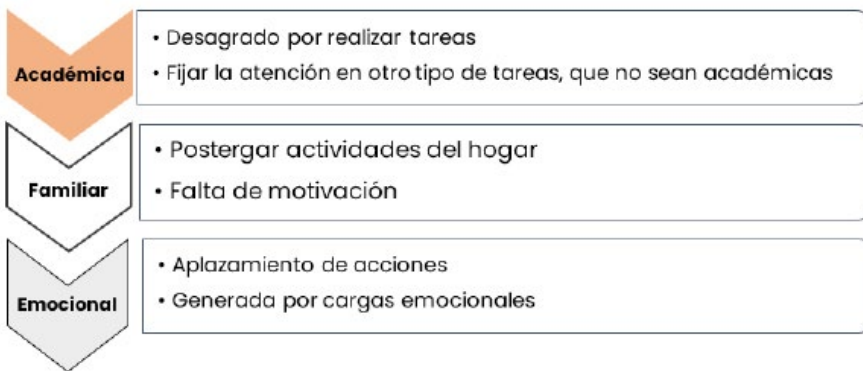 Académica
• Desagrado por realizar tareas
• Fijar la atención en otro tipo de tareas, que no sean académicas
Familiar
• Postergar actividades del hogar
• Falta de motivación
Emocional
• Aplazamiento de acciones
• Generada por cargas emocionales